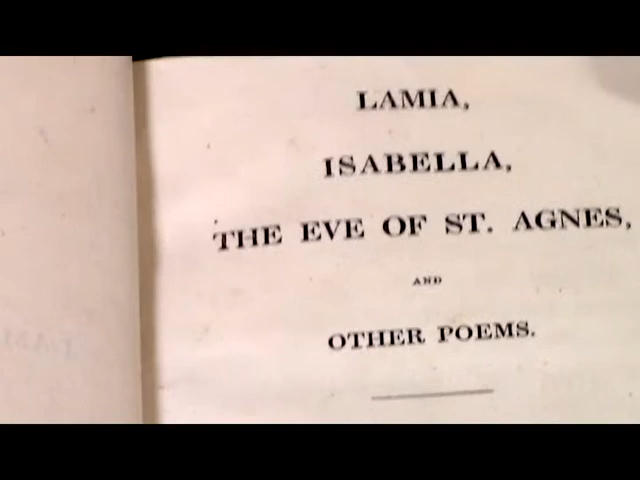 LAMIA,
ISABELLA,
THE EVE OF ST. AGNES,
AND
OTHER POEMS.